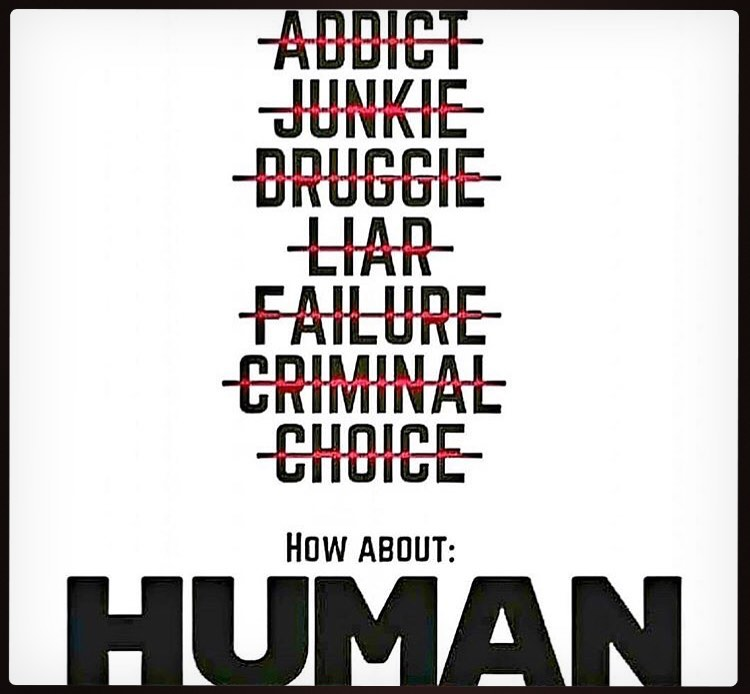 ADDICT
JUNKIE
DRUGGIE
LIAR
FAILURE
CRIMINAL
CHOICE
HOW ABOUT:
HUMAN